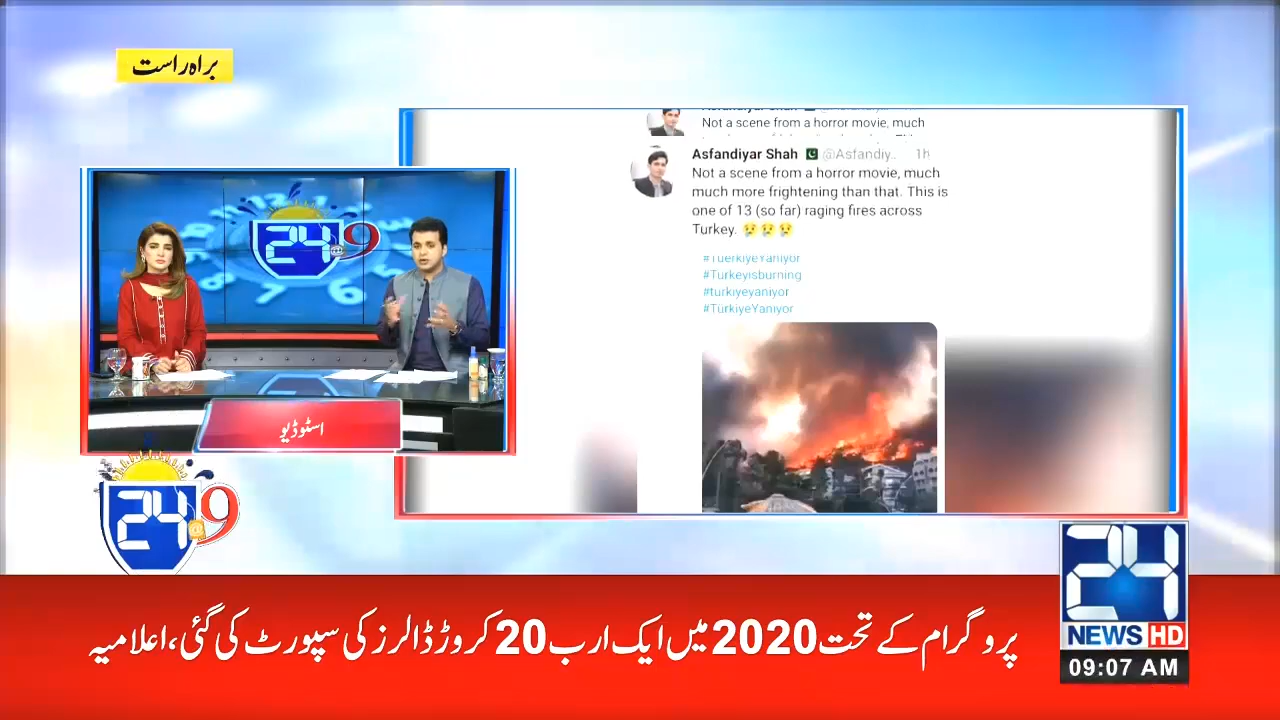 براہ راست
Not a scene from a horror movie, much
Asfandiyar Shah @Asfandiy.. 1h
Not a scene from a horror movie, much
much more frightening than that. This is
one of 13 (so far) raging fires across
Turkey. 😢😢😢
#TuerkiyeYaniyor
#Turkeyisburning
#turkiyeyaniyor
#TürkiyeYanıyor
24@9
اسٹوڈیو
24@9
پروگرام کے تحت 2020 میں ایک ارب 20 کروڑ ڈالرز کی سپورٹ کی گئی، اعلامیہ
24
NEWS HD
09:07 AM